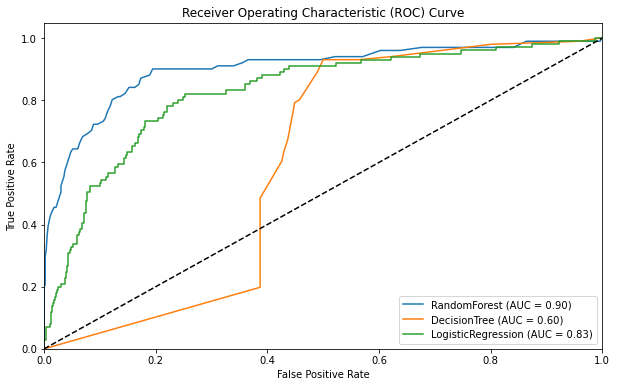 Receiver Operating Characteristic (ROC) Curve
True Positive Rate
1.0
0.8
0.6
0.4
0.2
0.0
0.0 0.2 0.4 0.6 0.8 1.0
False Positive Rate
RandomForest (AUC = 0.90)
DecisionTree (AUC = 0.60)
LogisticRegression (AUC = 0.83)